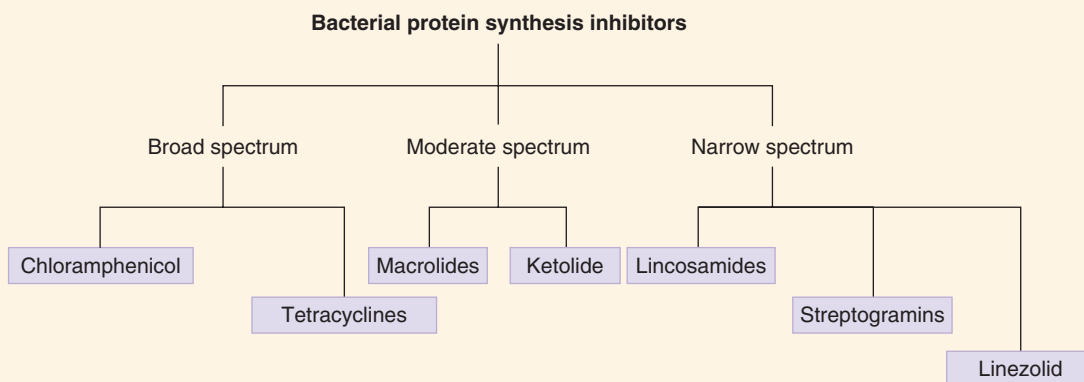 Bacterial protein synthesis inhibitors
Broad spectrum
Moderate spectrum
Narrow spectrum
Chloramphenicol
Macrolides
Ketolide
Lincosamides
Tetracyclines
Streptogramins
Linezolid